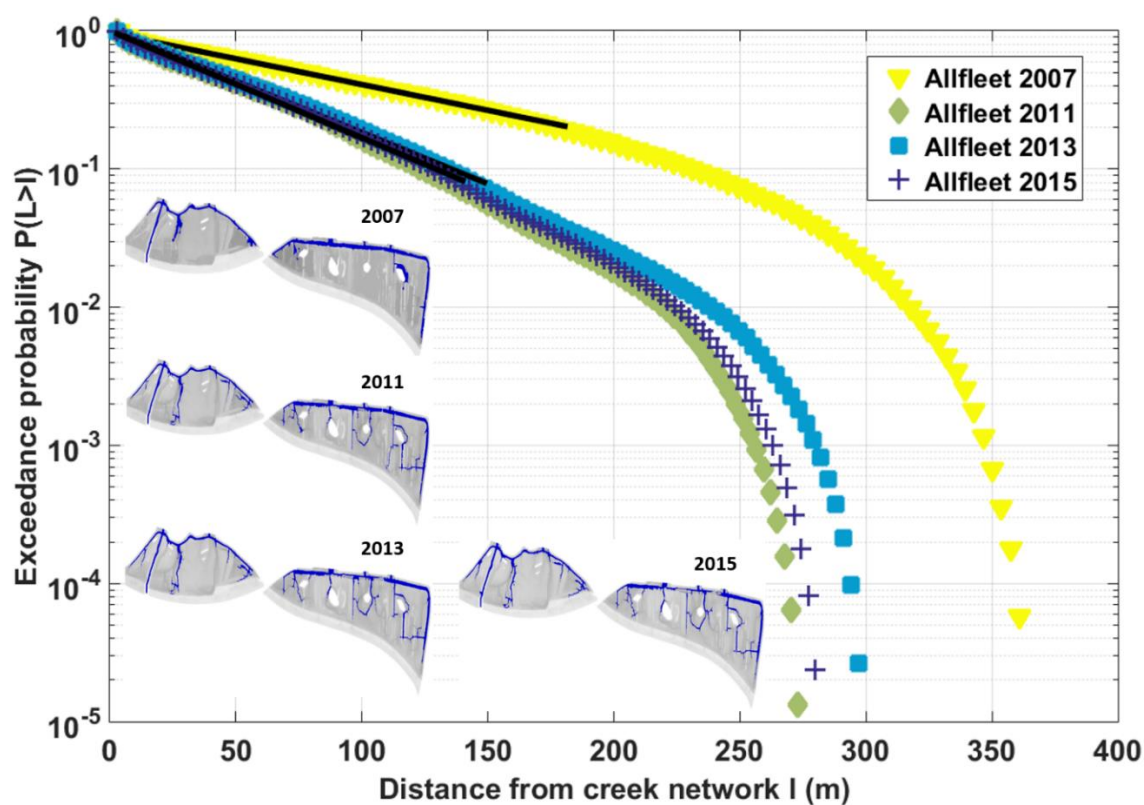 Exceedance probability P(L>l)
10^0
10^-1
10^-2
10^-3
10^-4
10^-5
Allfleet 2007
Allfleet 2011
Allfleet 2013
Allfleet 2015
2007
2011
2013
2015
0 50 100 150 200 250 300 350 400
Distance from creek network l (m)